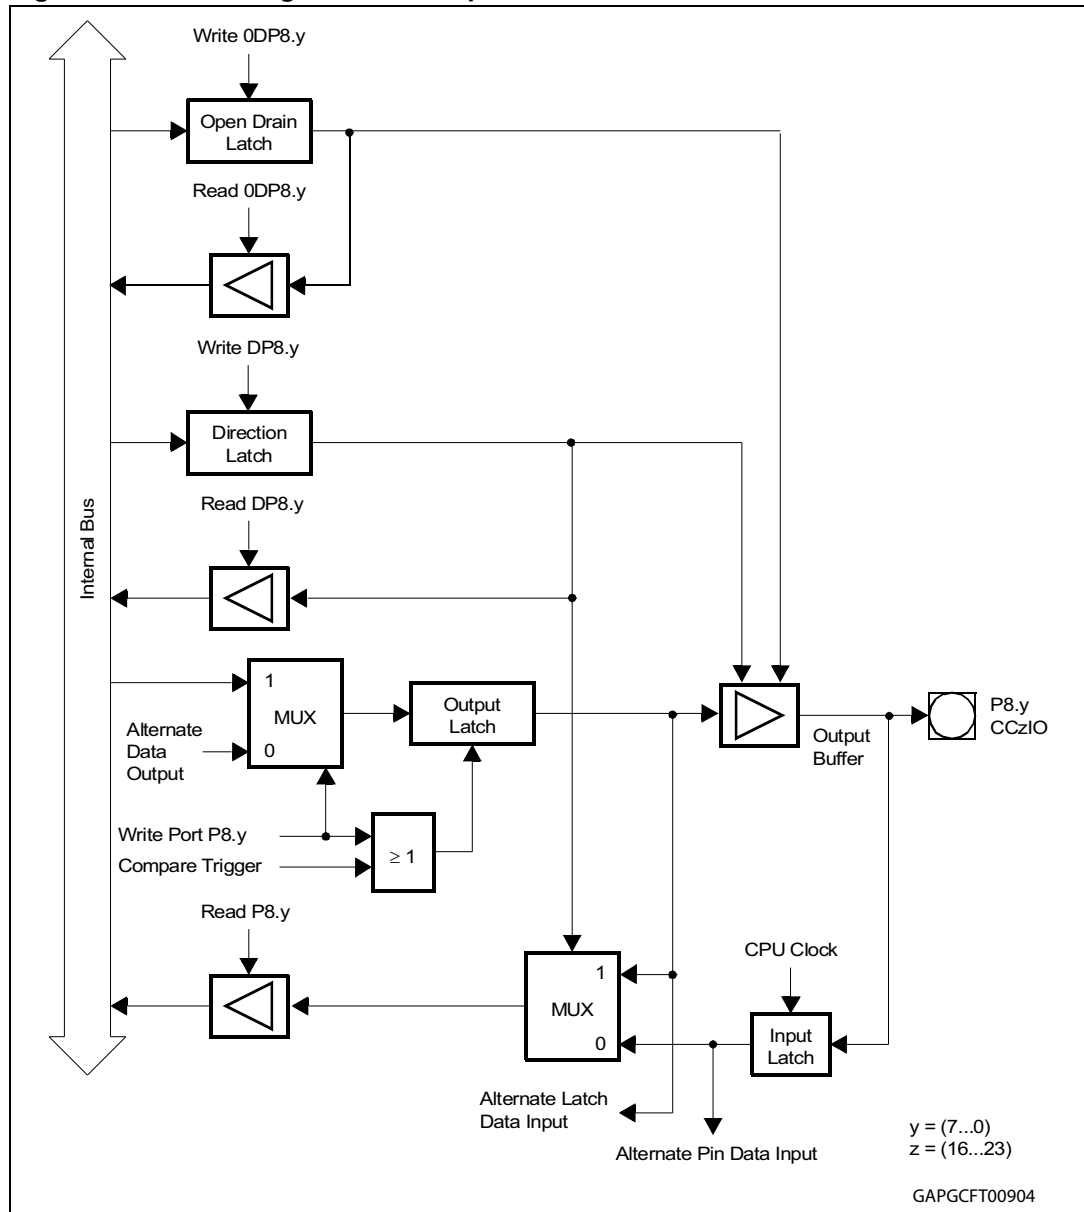 Write 0DP8.y
Open Drain
Latch
Read 0DP8.y
Write DP8.y
Direction
Latch
Read DP8.y
Internal Bus
1
MUX
0
Alternate
Data
Output
Output
Latch
Output
Buffer
P8.y
CCzIO
Write Port P8.y
Compare Trigger
≥ 1
Read P8.y
1
MUX
0
CPU Clock
Input
Latch
Alternate Latch
Data Input
Alternate Pin Data Input
y = (7...0)
z = (16...23)
GAPGCFT00904